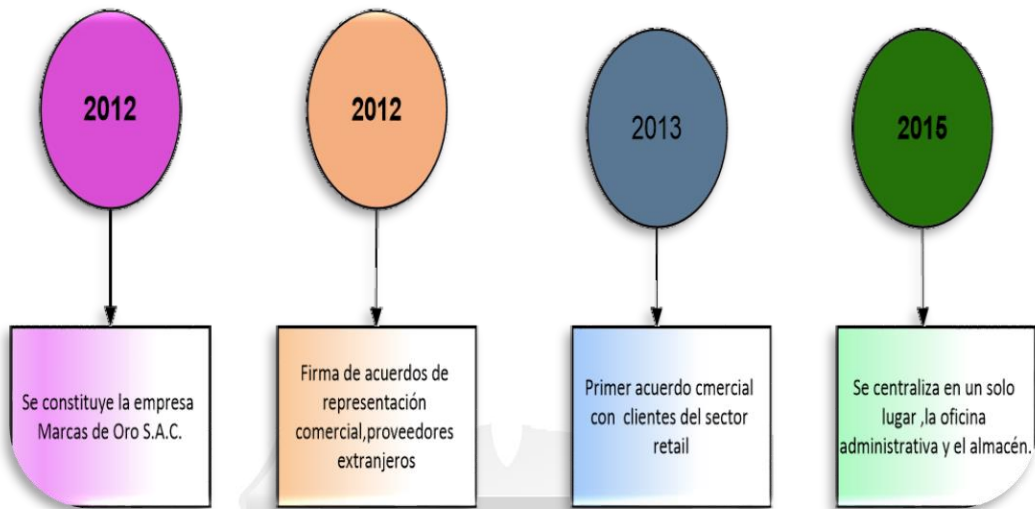 2012
2012
2013
2015
Se constituye la empresa
Marcas de Oro S.A.C.
Firma de acuerdos de
representación
comercial,proveedores
extranjeros
Primer acuerdo cmercial
con clientes del sector
retail
Se centraliza en un solo
lugar ,la oficina
administrativa y el almacén.